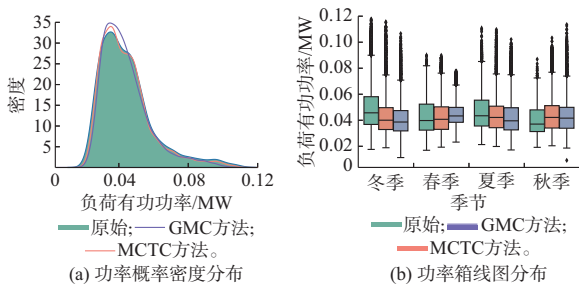 35
30
25
20
15
10
5
密度
0
0.04
0.08
0.12
负荷有功功率/MW
原始; GMC方法;
MCTC方法。
(a) 功率概率密度分布
0.12
0.10
0.08
0.06
0.04
0.02
0
负荷有功功率/MW
冬季 春季 夏季 秋季
季节
原始; GMC方法;
MCTC方法。
(b) 功率箱线图分布